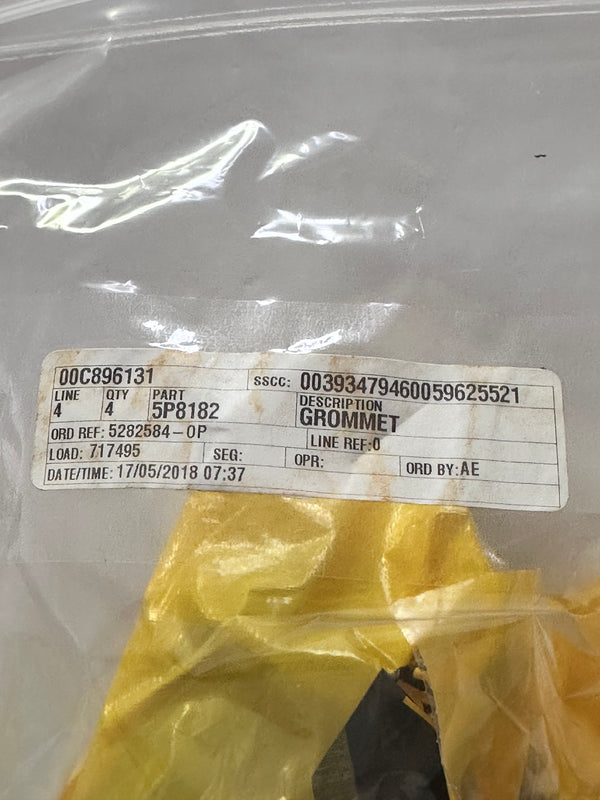 00C896131 SSCC: 00393479460059625521
LINE QTY PART DESCRIPTION
4 4 5P8182 GROMMET
ORD REF: 5282584-OP LINE REF:0
LOAD: 717495 SEG: OPR: ORD BY:AE
DATE/TIME: 17/05/2018 07:37